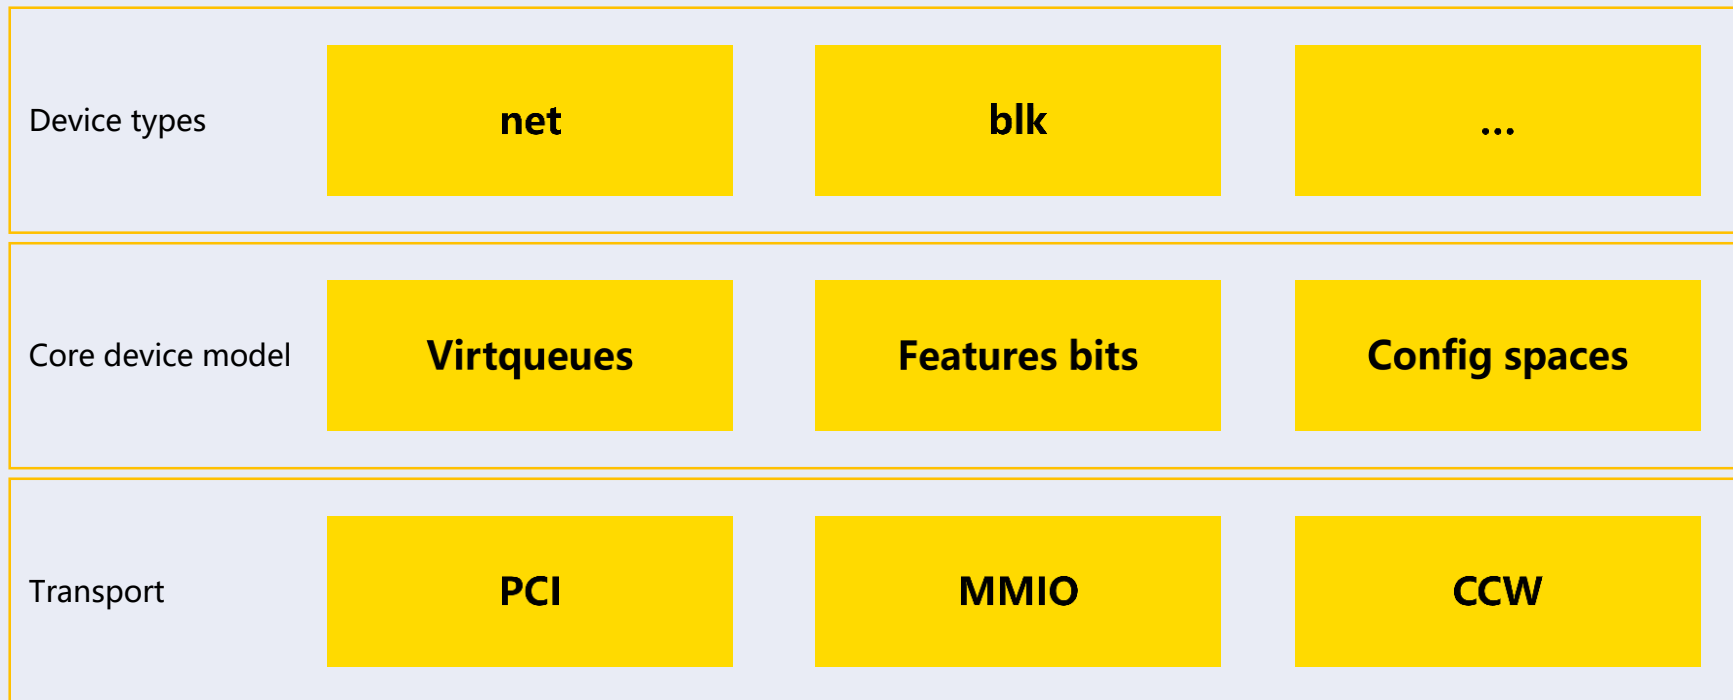 Device types
net
blk
...
Core device model
Virtqueues
Features bits
Config spaces
Transport
PCI
MMIO
CCW